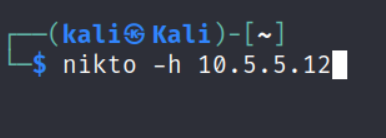 ┌──(kali㉿Kali)-[~]
└─$ nikto -h 10.5.5.12